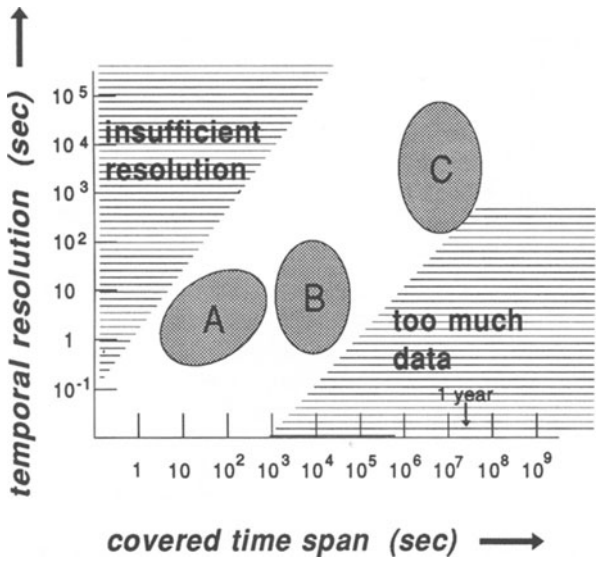 temporal resolution (sec)
10⁵
10⁴
10³
10²
10
1
10⁻¹
insufficient
resolution
A
B
C
too much
data
1 year
1 10 10² 10³ 10⁴ 10⁵ 10⁶ 10⁷ 10⁸ 10⁹
covered time span (sec)